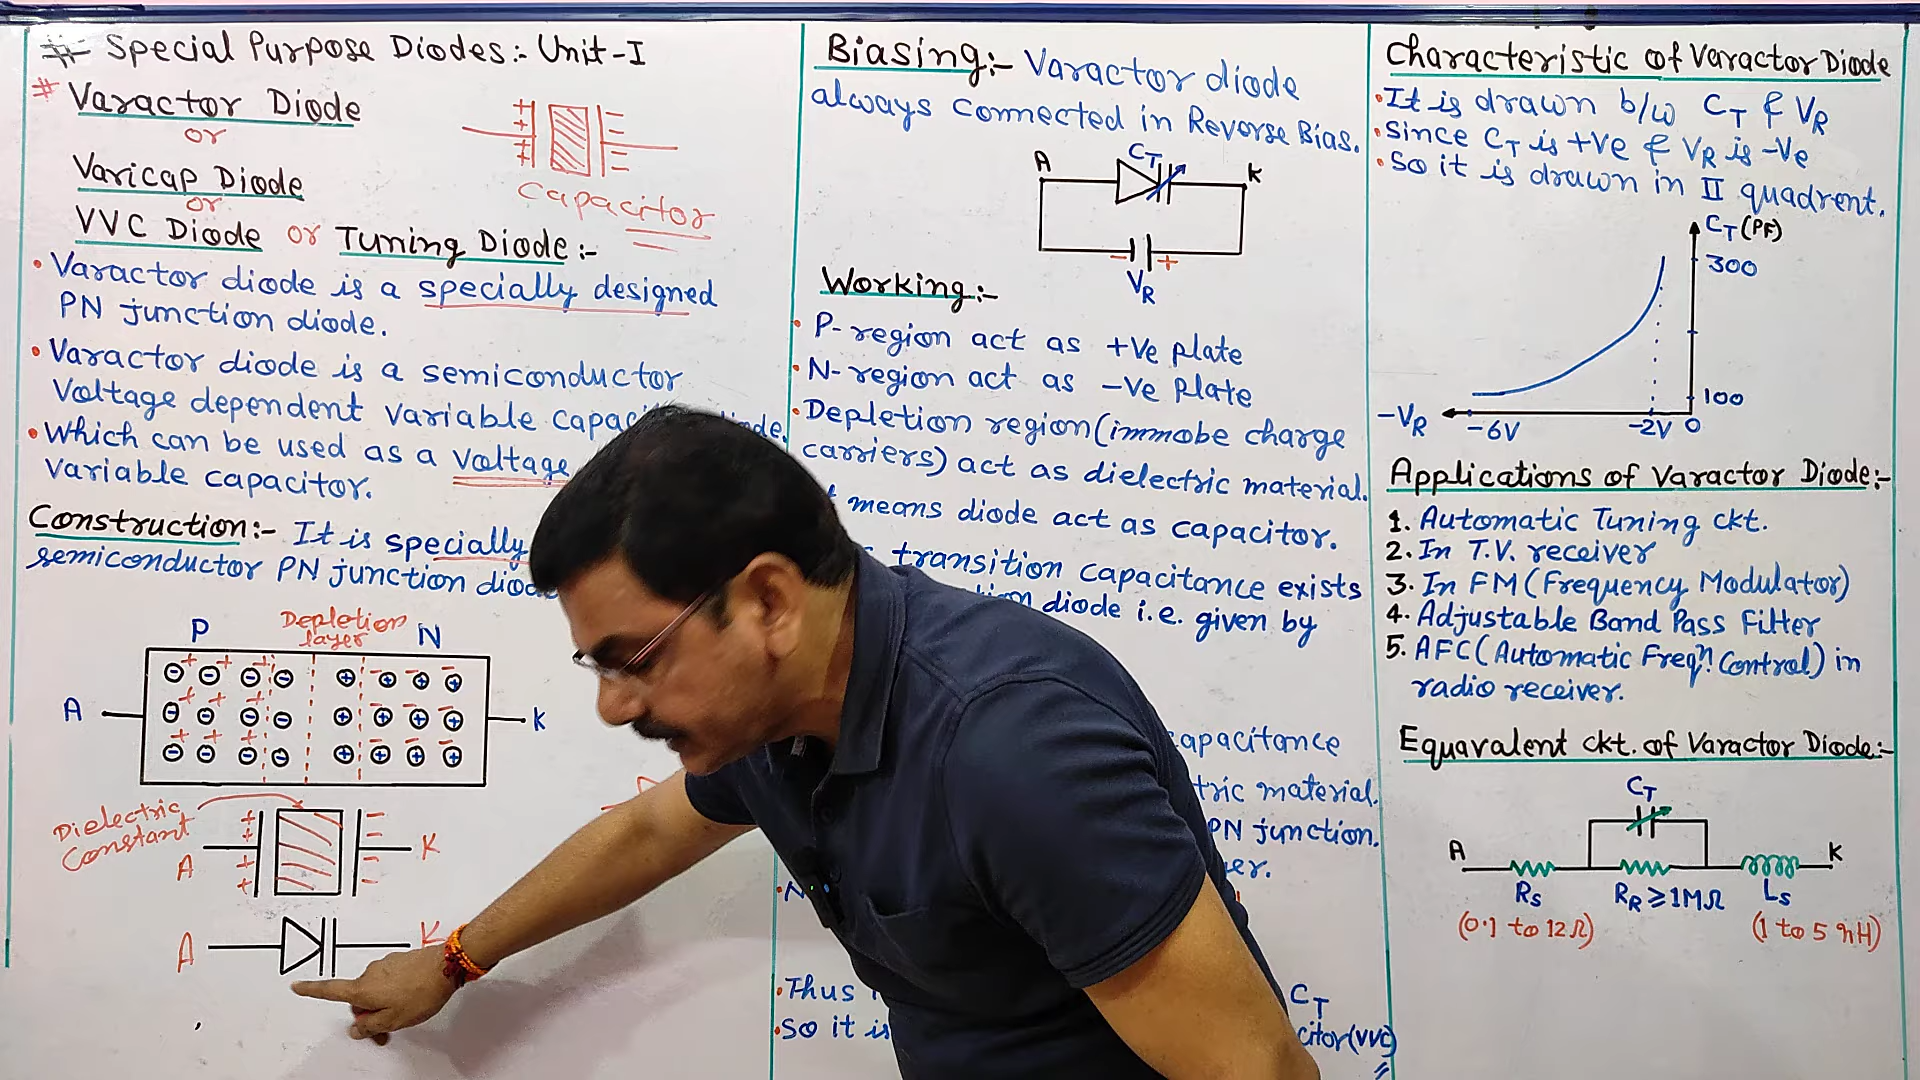 # Special Purpose Diodes:- Unit-I
# Varactor Diode
or
Varicap Diode
or
VVC Diode or Tuning Diode:-
+ + + +
Capacitor
• Varactor diode is a specially designed
PN junction diode.
• Varactor diode is a semiconductor
Voltage dependent variable
• Which can be used as a voltage
variable capacitor.
Construction:- It is specially
semiconductor PN junction
P Depletion layer N
A K
Dielectric
Constant
A K
A K
Biasing:- Varactor diode
always connected in Reverse Bias.
A CT K
- +
VR
Working:-
• P-region act as +Ve plate
• N-region act as -Ve Plate
• Depletion region(immobe charge
carriers) act as dielectric material.
means diode act as capacitor.
transition capacitance exists
diode i.e. given by
capacitance
material.
PN junction.
• Thus CT
• So it is (VVC)
Characteristic of Varactor Diode
• It is drawn b/w CT & VR
• Since CT is +Ve & VR is -Ve
• So it is drawn in II quadrent.
CT (PF)
300
100
-VR -6V -2V 0
Applications of Varactor Diode:-
1. Automatic Tuning ckt.
2. In T.V. receiver
3. In FM (Frequency Modulator)
4. Adjustable Band Pass Filter
5. AFC (Automatic Freqn. Control) in
radio receiver.
Equavalent ckt. of Varactor Diode:-
CT
A K
Rs RR ≥ 1MΩ Ls
(0.1 to 12Ω) (1 to 5 nH)